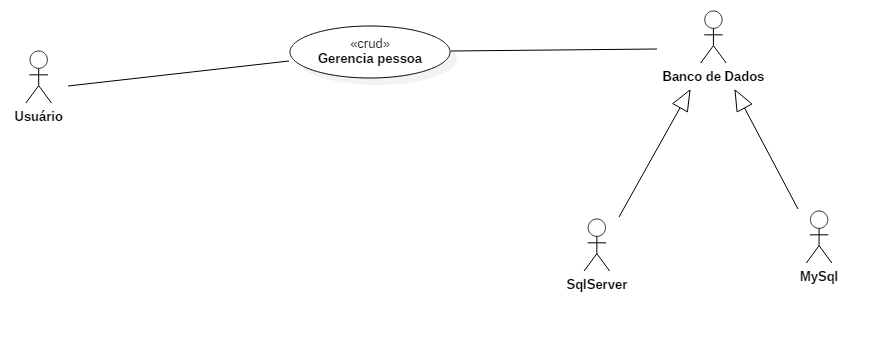 «crud»
Gerencia pessoa
Usuário
Banco de Dados
SqlServer
MySql